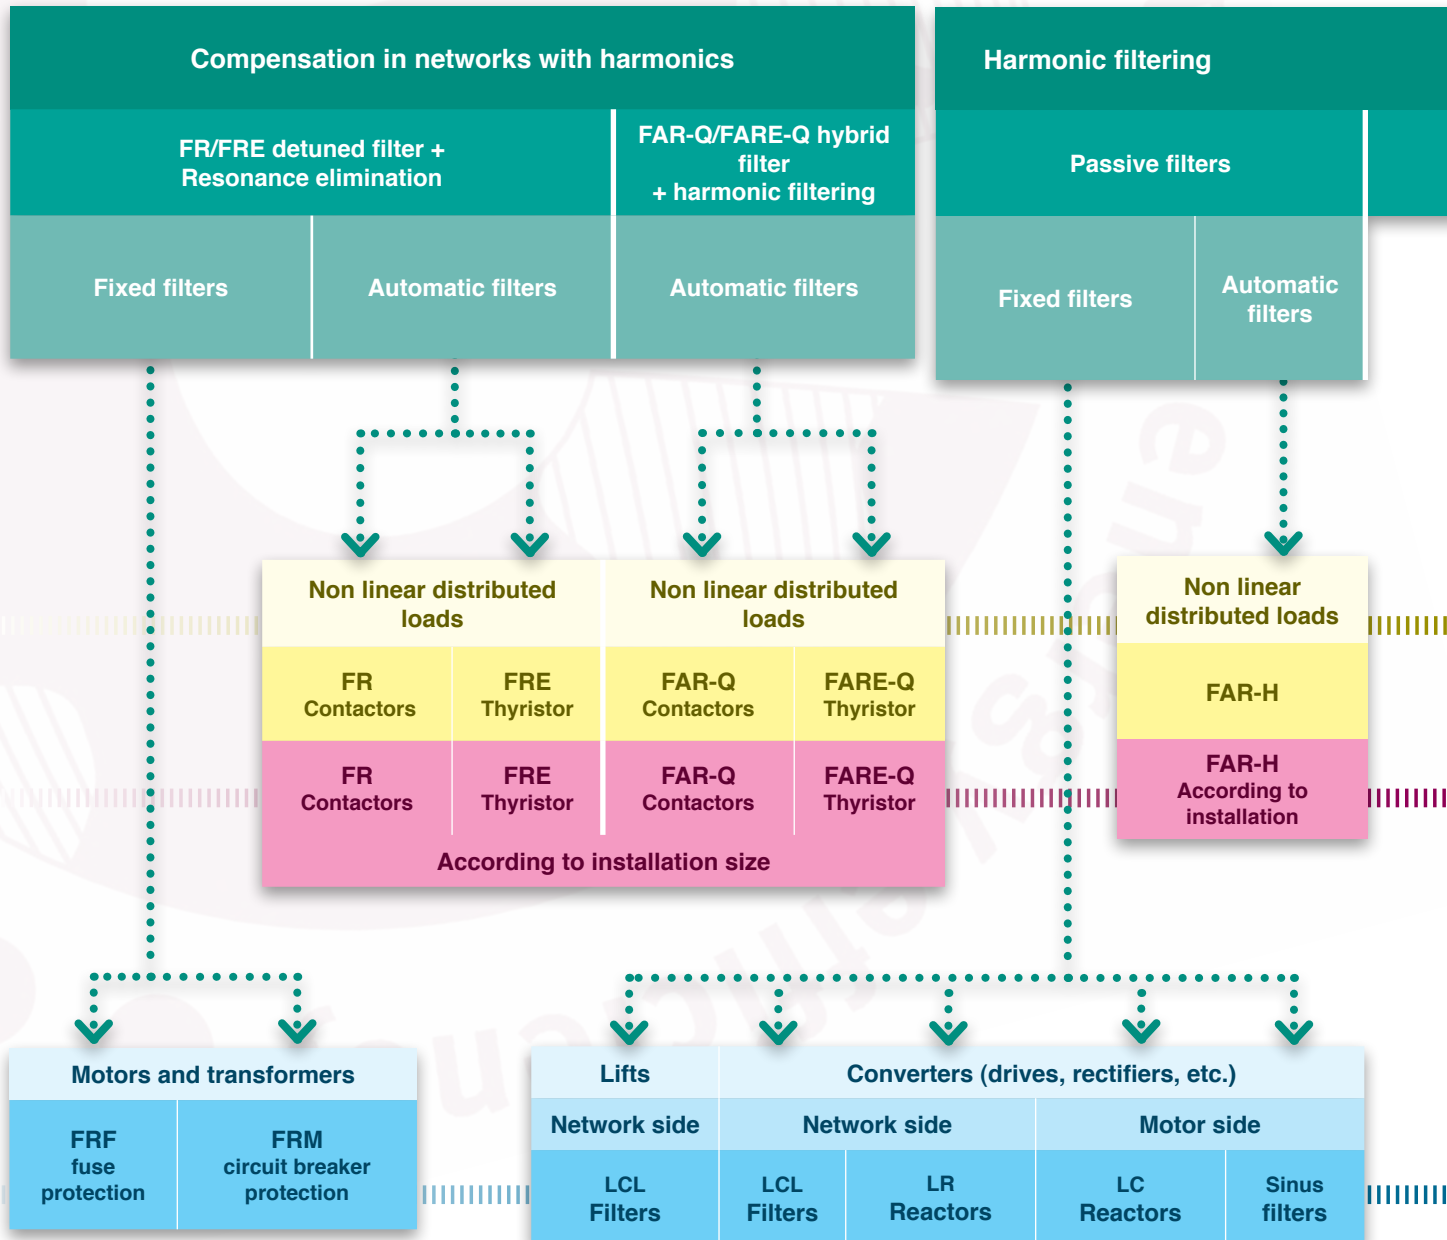 Compensation in networks with harmonics
FR/FRE detuned filter +
Resonance elimination
FAR-Q/FARE-Q hybrid
filter
+ harmonic filtering
Fixed filters
Automatic filters
Automatic filters
Harmonic filtering
Passive filters
Fixed filters
Automatic
filters
Non linear distributed
loads
Non linear distributed
loads
FR
Contactors
FRE
Thyristor
FAR-Q
Contactors
FARE-Q
Thyristor
FR
Contactors
FRE
Thyristor
FAR-Q
Contactors
FARE-Q
Thyristor
According to installation size
Non linear
distributed loads
FAR-H
FAR-H
According to
installation
Motors and transformers
FRF
fuse
protection
FRM
circuit breaker
protection
Lifts
Converters (drives, rectifiers, etc.)
Network side
Network side
Motor side
LCL
Filters
LCL
Filters
LR
Reactors
LC
Reactors
Sinus
filters